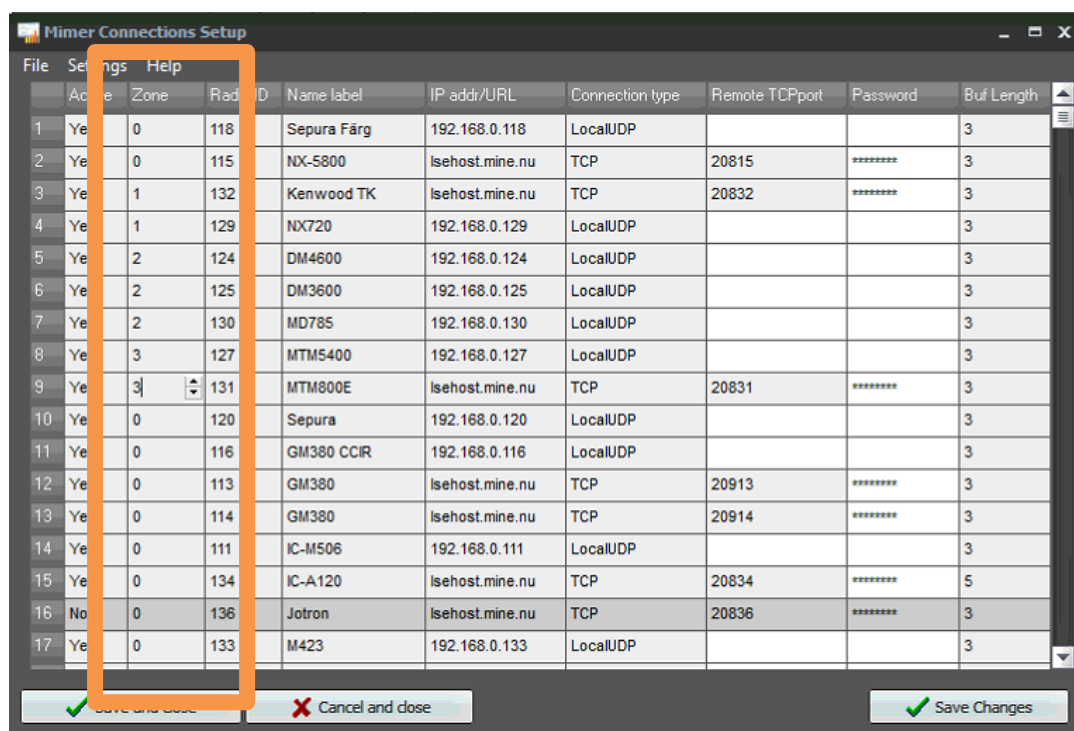 Mimer Connections Setup
File Settings Help
Active Zone Radio ID Name label IP addr/URL Connection type Remote TCPport Password Buf Length
1 Ye 0 118 Sepura Färg 192.168.0.118 LocalUDP 3
2 Ye 0 115 NX-5800 lsehost.mine.nu TCP 20815 ******** 3
3 Ye 1 132 Kenwood TK lsehost.mine.nu TCP 20832 ******** 3
4 Ye 1 129 NX720 192.168.0.129 LocalUDP 3
5 Ye 2 124 DM4600 192.168.0.124 LocalUDP 3
6 Ye 2 125 DM3600 192.168.0.125 LocalUDP 3
7 Ye 2 130 MD785 192.168.0.130 LocalUDP 3
8 Ye 3 127 MTM5400 192.168.0.127 LocalUDP 3
9 Ye 3 131 MTM800E lsehost.mine.nu TCP 20831 ******** 3
10 Ye 0 120 Sepura 192.168.0.120 LocalUDP 3
11 Ye 0 116 GM380 CCIR 192.168.0.116 LocalUDP 3
12 Ye 0 113 GM380 lsehost.mine.nu TCP 20913 ******** 3
13 Ye 0 114 GM380 lsehost.mine.nu TCP 20914 ******** 3
14 Ye 0 111 IC-M506 192.168.0.111 LocalUDP 3
15 Ye 0 134 IC-A120 lsehost.mine.nu TCP 20834 ******** 5
16 No 0 136 Jotron lsehost.mine.nu TCP 20836 ******** 3
17 Ye 0 133 M423 192.168.0.133 LocalUDP 3
Save and close Cancel and close Save Changes